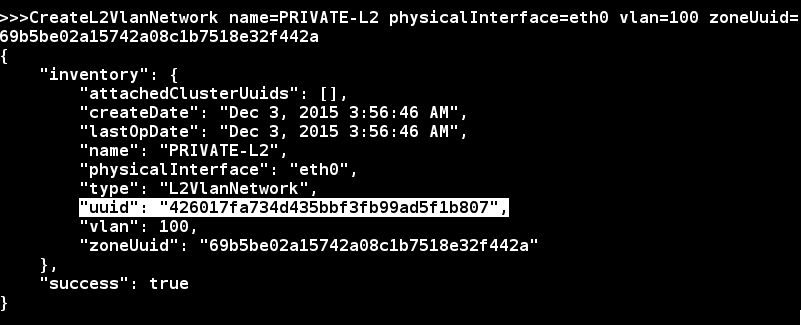 >>>CreateL2VlanNetwork name=PRIVATE-L2 physicalInterface=eth0 vlan=100 zoneUuid=
69b5be02a15742a08c1b7518e32f442a
{
    "inventory": {
        "attachedClusterUuids": [],
        "createDate": "Dec 3, 2015 3:56:46 AM",
        "lastOpDate": "Dec 3, 2015 3:56:46 AM",
        "name": "PRIVATE-L2",
        "physicalInterface": "eth0",
        "type": "L2VlanNetwork",
        "uuid": "426017fa734d435bbf3fb99ad5f1b807",
        "vlan": 100,
        "zoneUuid": "69b5be02a15742a08c1b7518e32f442a"
    },
    "success": true
}